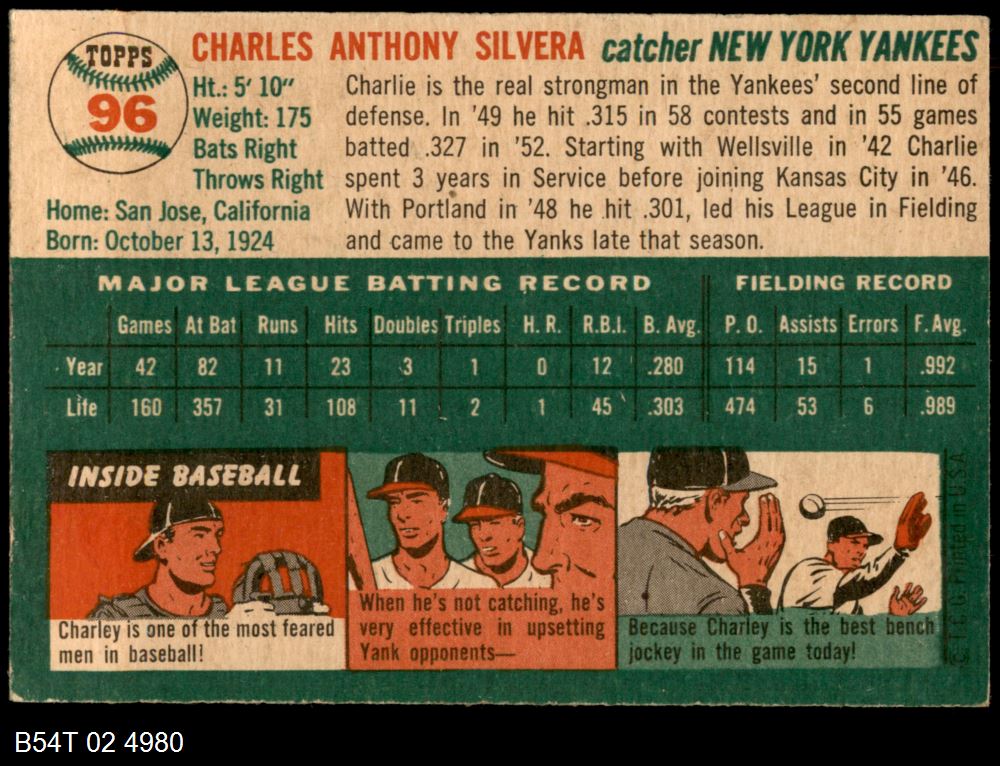 TOPPS
96
CHARLES ANTHONY SILVERA catcher NEW YORK YANKEES
Ht.: 5' 10"
Weight: 175
Bats Right
Throws Right
Home: San Jose, California
Born: October 13, 1924
Charlie is the real strongman in the Yankees' second line of
defense. In '49 he hit .315 in 58 contests and in 55 games
batted .327 in '52. Starting with Wellsville in '42 Charlie
spent 3 years in Service before joining Kansas City in '46.
With Portland in '48 he hit .301, led his League in Fielding
and came to the Yanks late that season.
MAJOR LEAGUE BATTING RECORD FIELDING RECORD
Games At Bat Runs Hits Doubles Triples H. R. R.B.I. B. Avg. P. O. Assists Errors F. Avg.
Year 42 82 11 23 3 1 0 12 .280 114 15 1 .992
Life 160 357 31 108 11 2 1 45 .303 474 53 6 .989
INSIDE BASEBALL
Charley is one of the most feared
men in baseball!
When he's not catching, he's
very effective in upsetting
Yank opponents—
Because Charley is the best bench
jockey in the game today!
© T. C. G. Printed in U.S.A.
B54T 02 4980